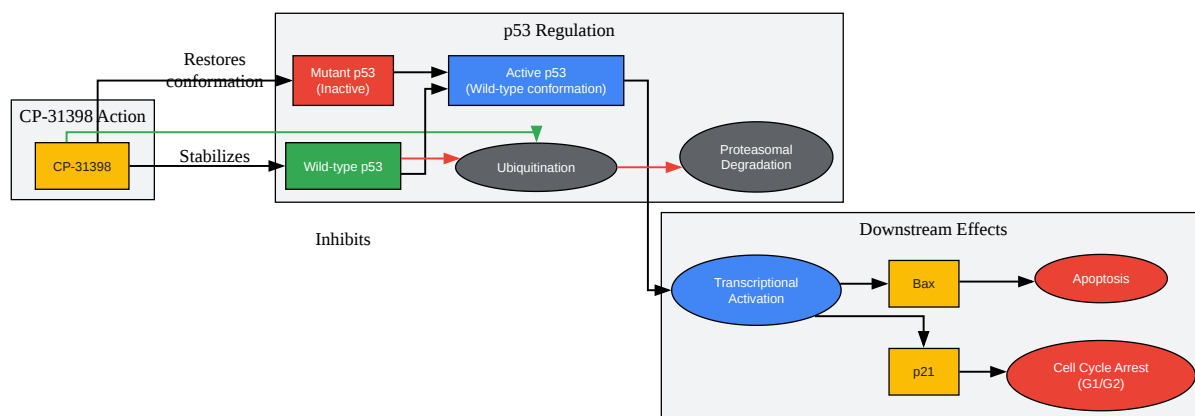 p53 Regulation
Restores
conformation
Mutant p53
(Inactive)
Active p53
(Wild-type conformation)
CP-31398 Action
CP-31398
Stabilizes
Wild-type p53
Ubiquitination
Proteasomal
Degradation
Inhibits
Downstream Effects
Transcriptional
Activation
Bax
Apoptosis
p21
Cell Cycle Arrest
(G1/G2)